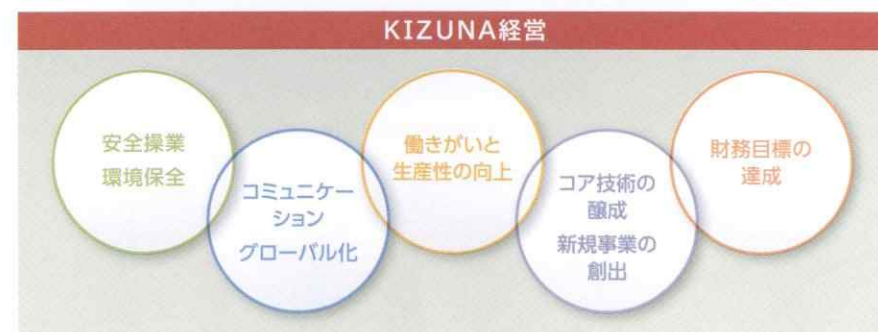 KIZUNA経営
安全操業
環境保全
コミュニケー
ション
グローバル化
働きがいと
生産性の向上
コア技術の
醸成
新規事業の
創出
財務目標の
達成